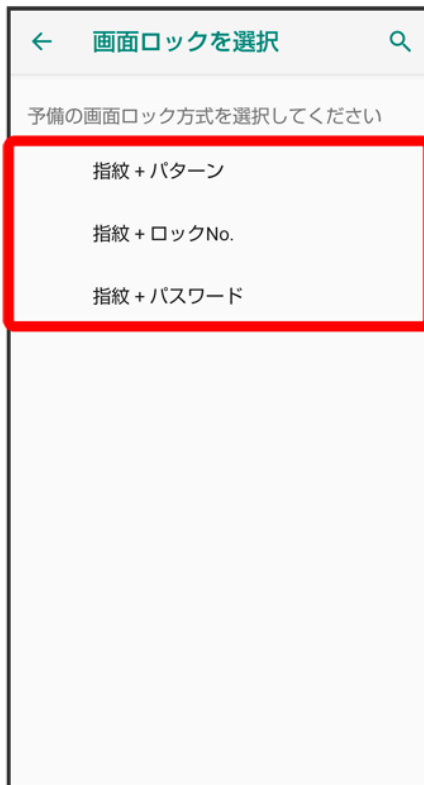 画面ロックを選択
予備の画面ロック方式を選択してください
指紋 + パターン
指紋 + ロックNo.
指紋 + パスワード